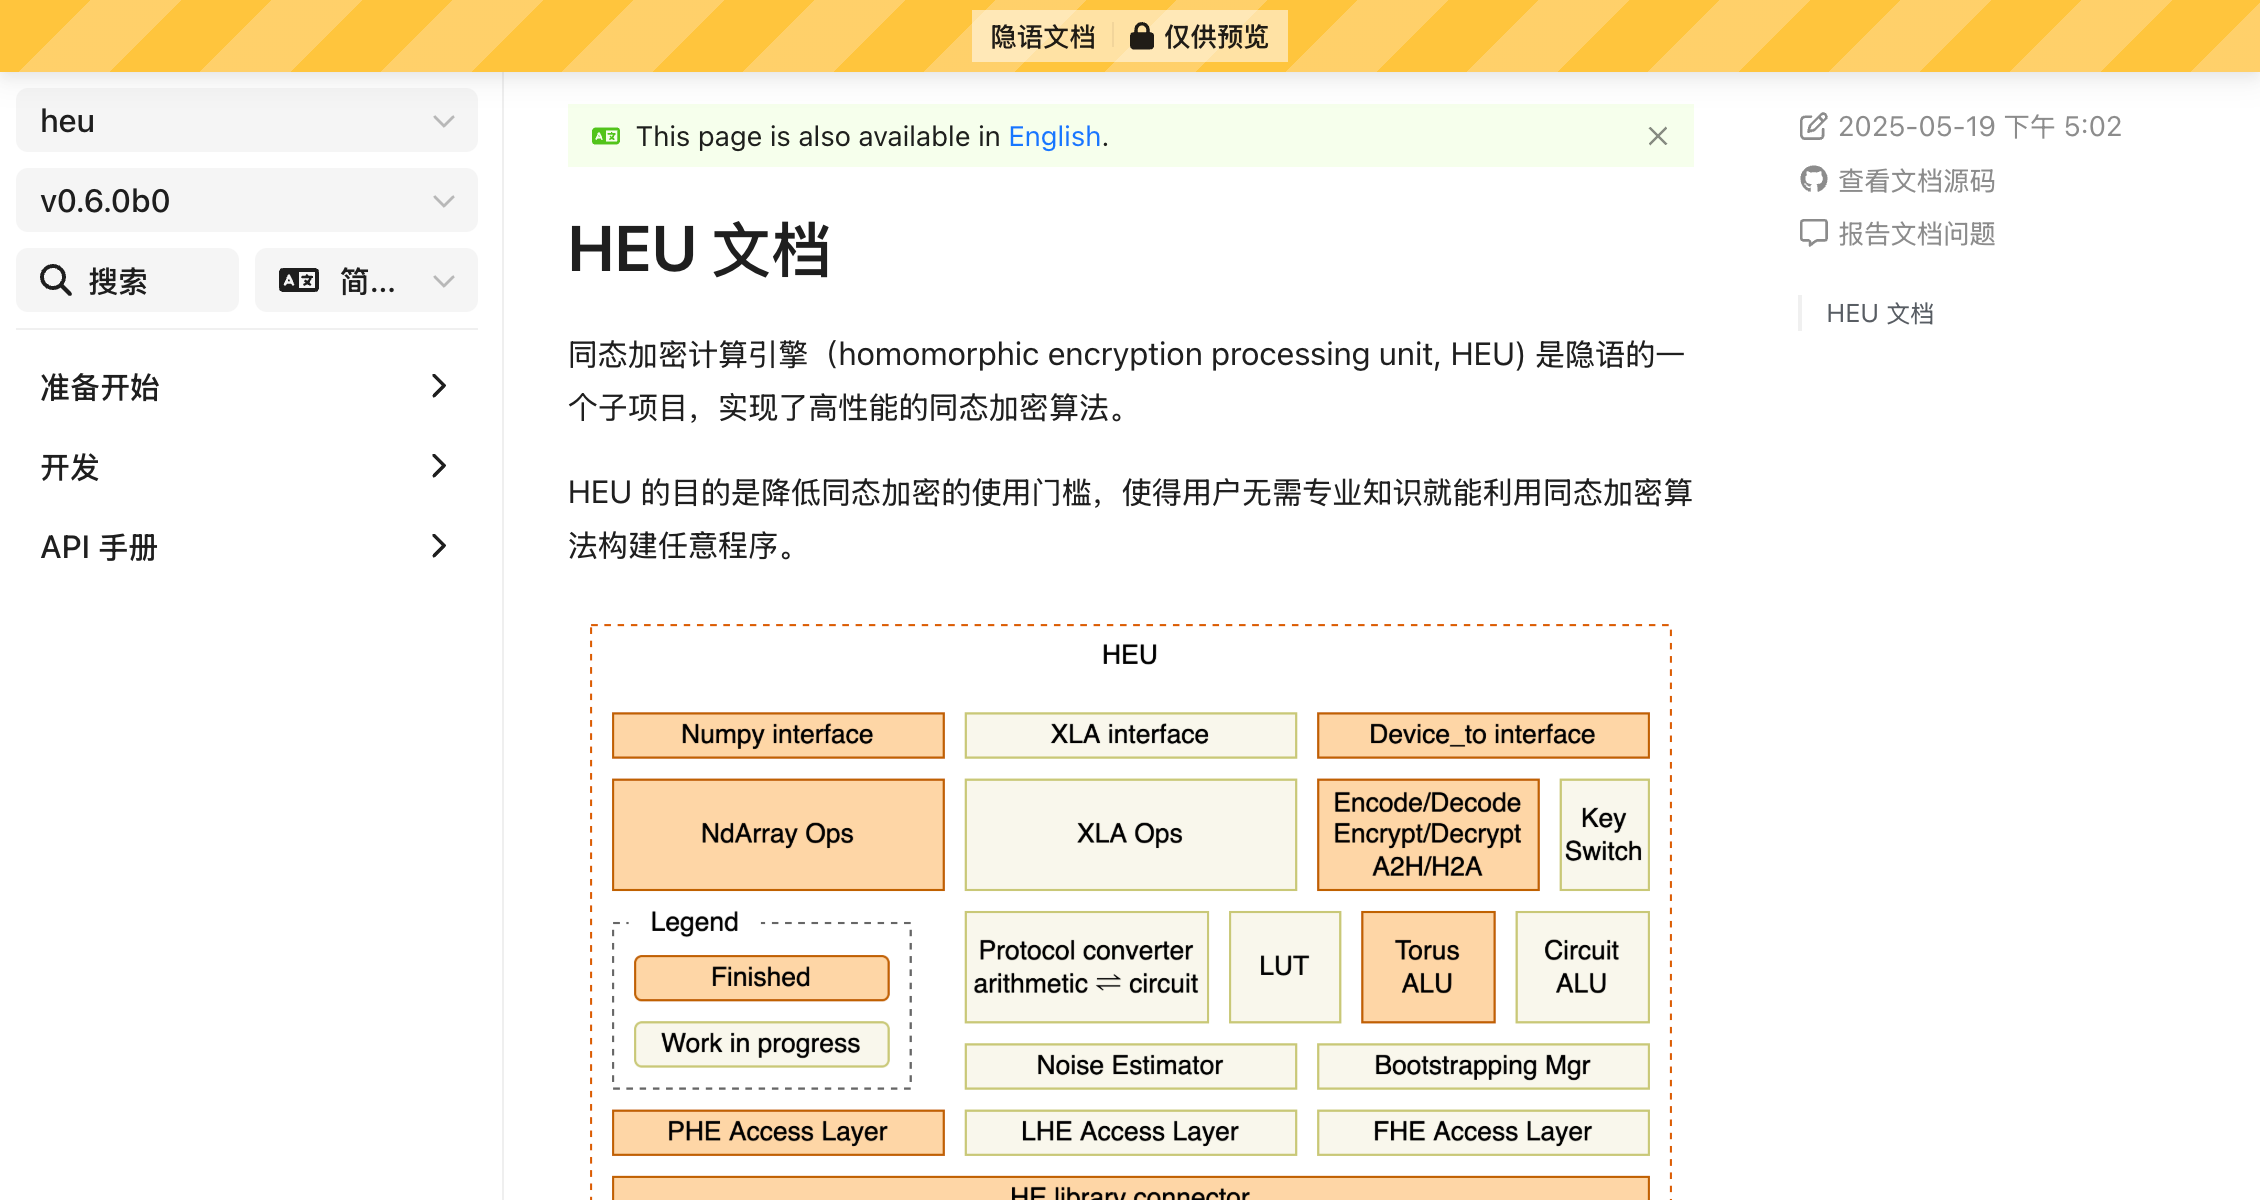 隐语文档 仅供预览
heu
v0.6.0b0
搜索
简...
准备开始
开发
API 手册
This page is also available in English.
HEU 文档
同态加密计算引擎（homomorphic encryption processing unit, HEU) 是隐语的一
个子项目，实现了高性能的同态加密算法。
HEU 的目的是降低同态加密的使用门槛，使得用户无需专业知识就能利用同态加密算
法构建任意程序。
HEU
Numpy interface
XLA interface
Device_to interface
NdArray Ops
XLA Ops
Encode/Decode
Encrypt/Decrypt
A2H/H2A
Key
Switch
Legend
Finished
Work in progress
Protocol converter
arithmetic ⇌ circuit
LUT
Torus
ALU
Circuit
ALU
Noise Estimator
Bootstrapping Mgr
PHE Access Layer
LHE Access Layer
FHE Access Layer
HE library connector
2025-05-19 下午 5:02
查看文档源码
报告文档问题
HEU 文档